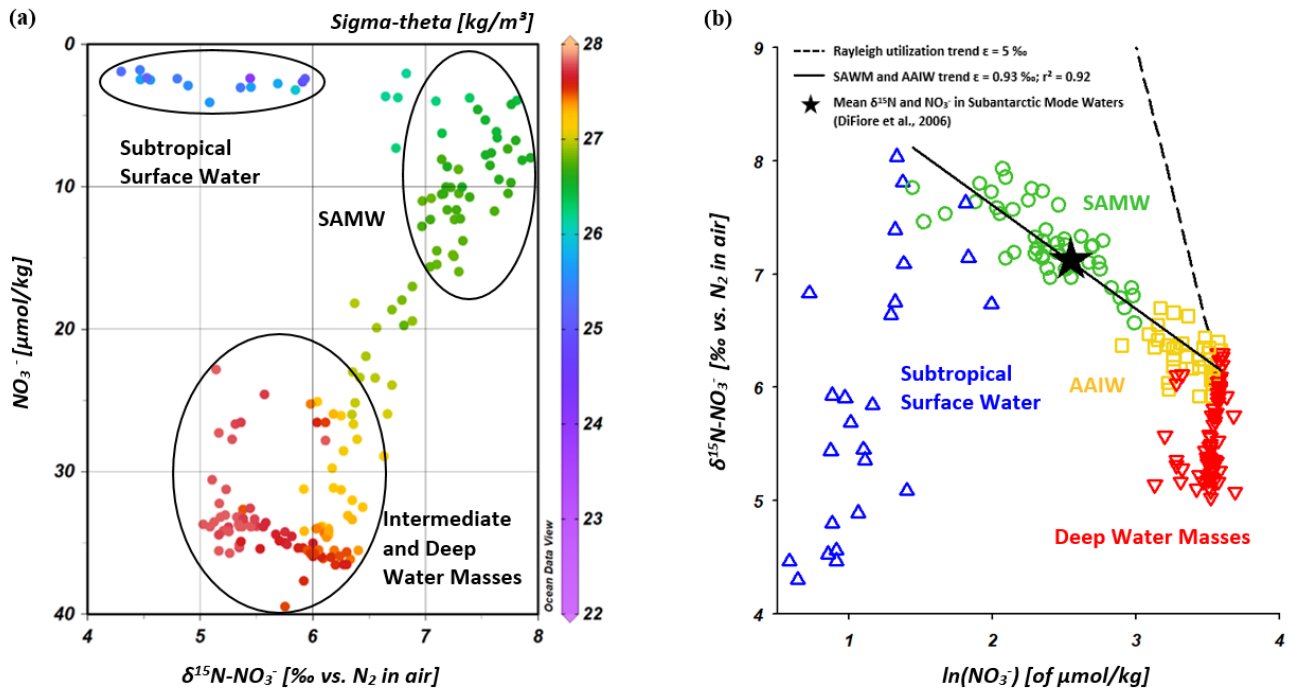 (a)
Sigma-theta [kg/m³]
0
10
20
30
40
NO₃⁻ [µmol/kg]
Subtropical
Surface Water
SAMW
Intermediate
and Deep
Water Masses
4
5
6
7
8
δ¹⁵N-NO₃⁻ [‰ vs. N₂ in air]
Ocean Data View
28
27
26
25
24
23
22
(b)
9
8
7
6
5
4
δ¹⁵N-NO₃⁻ [‰ vs. N₂ in air]
Rayleigh utilization trend ε = 5 ‰
SAWM and AAIW trend ε = 0.93 ‰; r² = 0.92
Mean δ¹⁵N and NO₃⁻ in Subantarctic Mode Waters
(DiFiore et al., 2006)
SAMW
Subtropical
Surface Water
AAIW
Deep Water Masses
1
2
3
4
ln(NO₃⁻) [of µmol/kg]